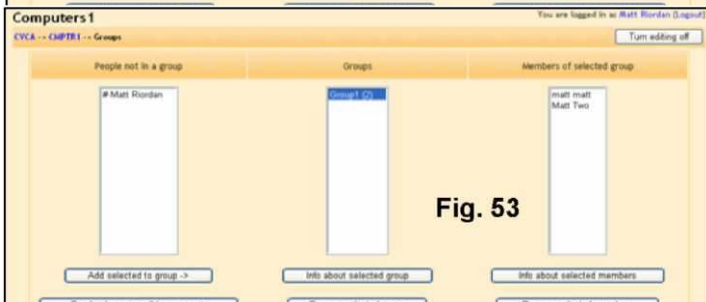 Computers1
You are logged in as Matt Riordan (Logout)
CVCA -> CMPTR1 -> Groups
Turn editing off
People not in a group
Groups
Members of selected group
# Matt Riordan
Group1 (2)
matt matt
Matt Two
Fig. 53
Add selected to group ->
Info about selected group
Info about selected members